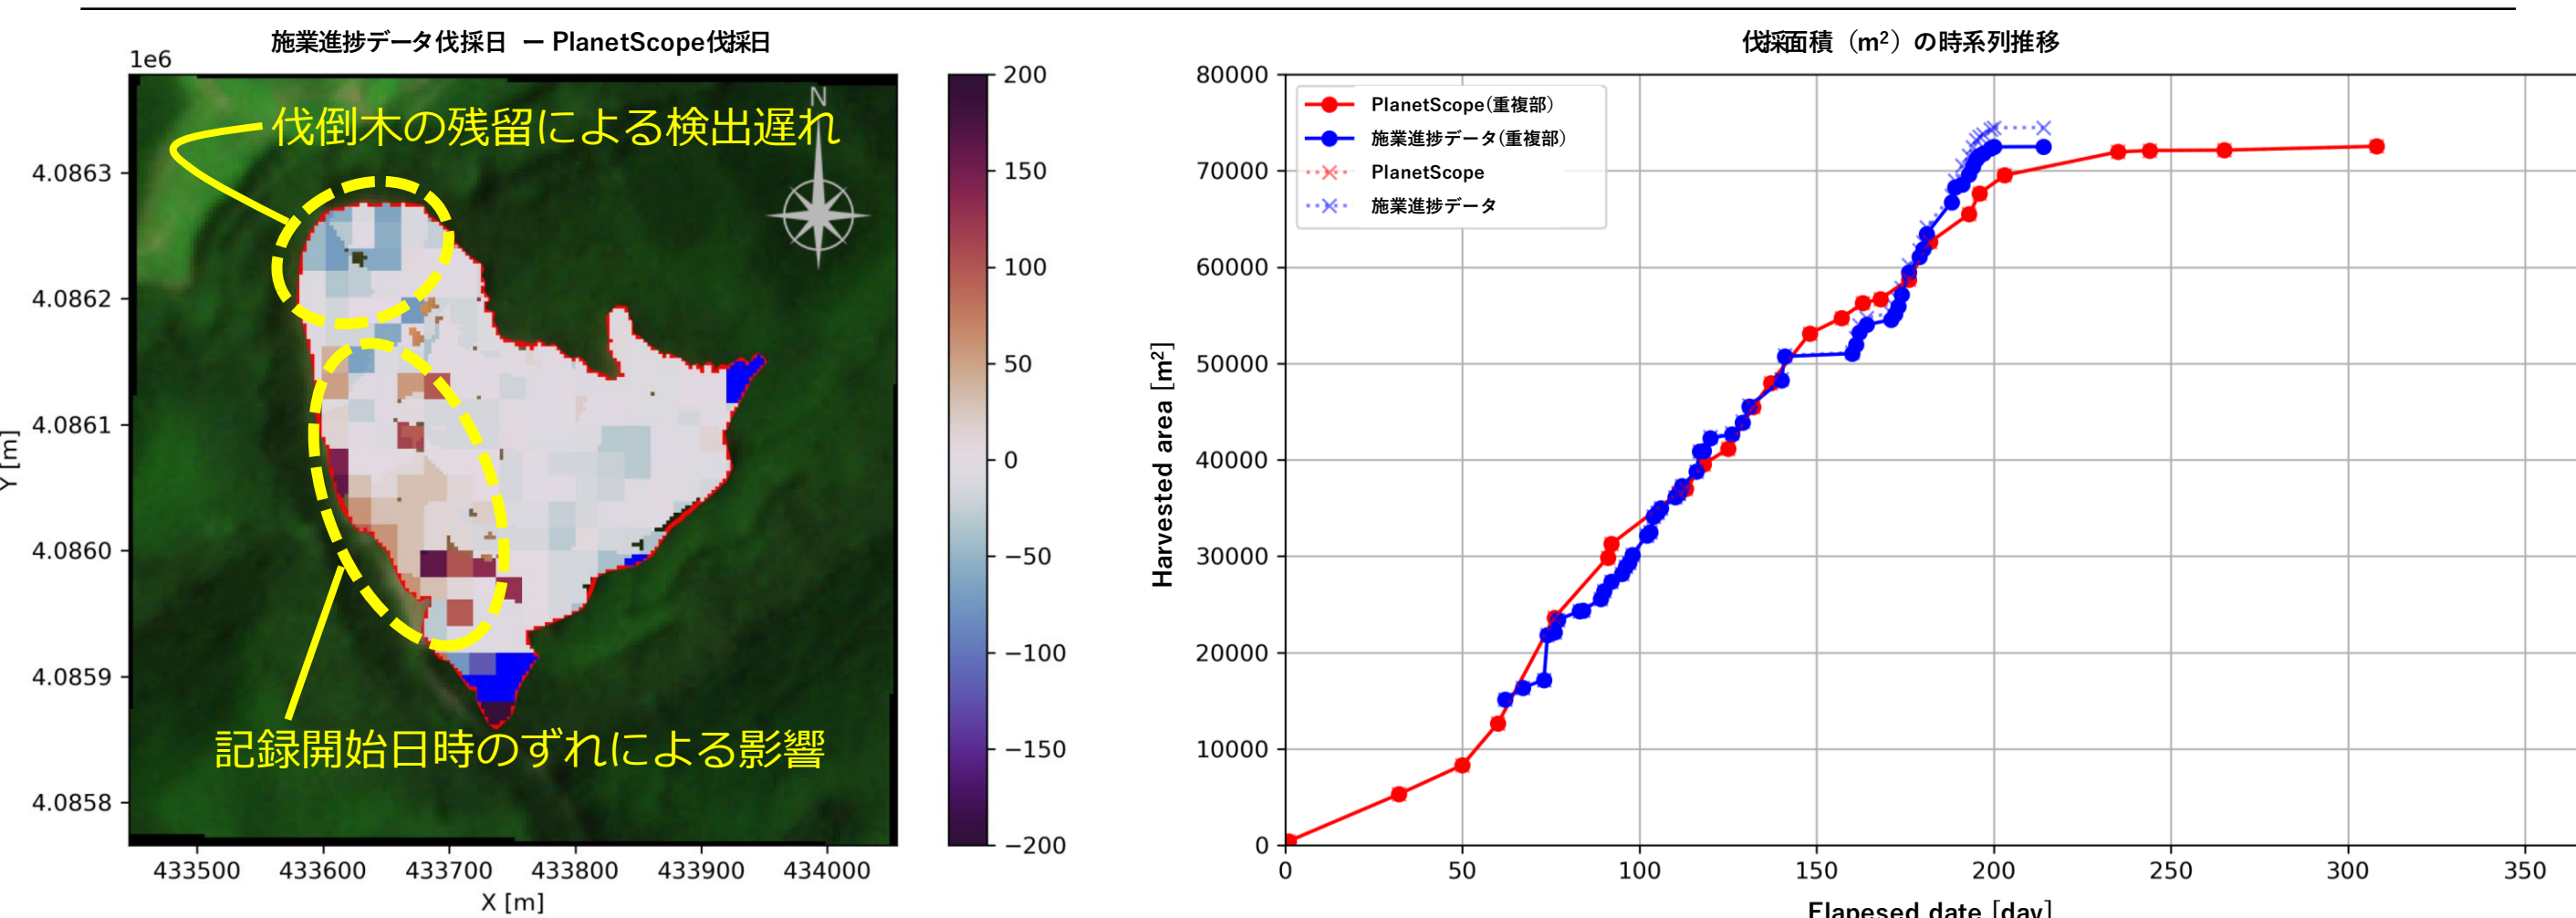 施業進捗データ伐採日 ー PlanetScope伐採日
1e6
伐倒木の残留による検出遅れ
N
4.0863
4.0862
4.0861
4.0860
4.0859
4.0858
Y [m]
記録開始日時のずれによる影響
433500 433600 433700 433800 433900 434000
X [m]
200
150
100
50
0
−50
−100
−150
−200
伐採面積（m²）の時系列推移
PlanetScope(重複部)
施業進捗データ(重複部)
PlanetScope
施業進捗データ
80000
70000
60000
50000
40000
30000
20000
10000
0
Harvested area [m²]
0 50 100 150 200 250 300 350
Elapesed date [day]